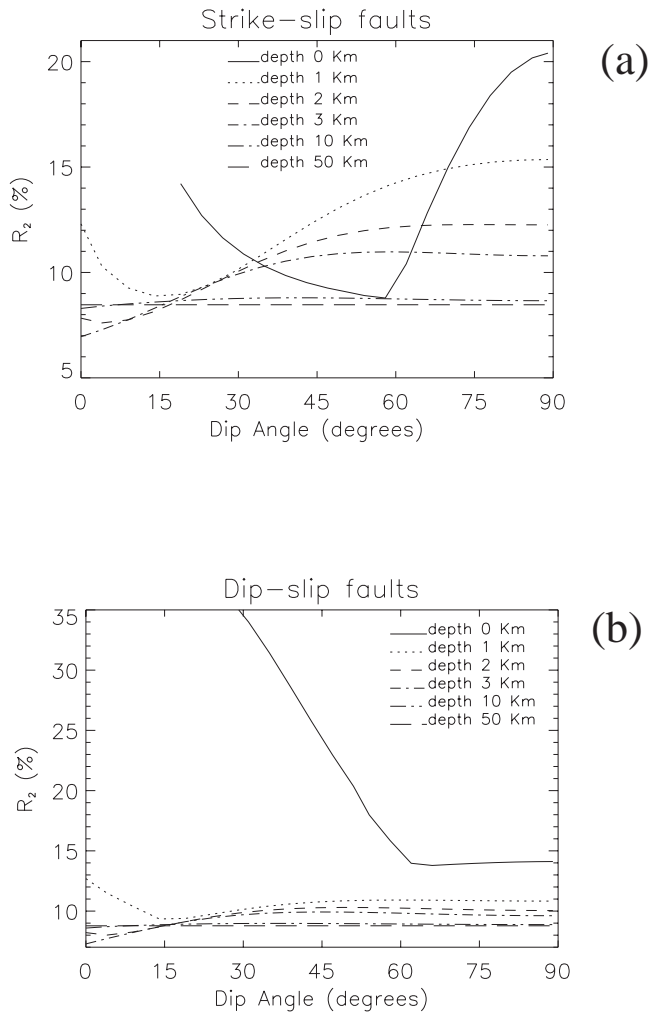 Strike-slip faults
(a)
depth 0 Km
depth 1 Km
depth 2 Km
depth 3 Km
depth 10 Km
depth 50 Km
20
15
10
5
R₂ (%)
0 15 30 45 60 75 90
Dip Angle (degrees)
Dip-slip faults
(b)
depth 0 Km
depth 1 Km
depth 2 Km
depth 3 Km
depth 10 Km
depth 50 Km
35
30
25
20
15
10
R₂ (%)
0 15 30 45 60 75 90
Dip Angle (degrees)